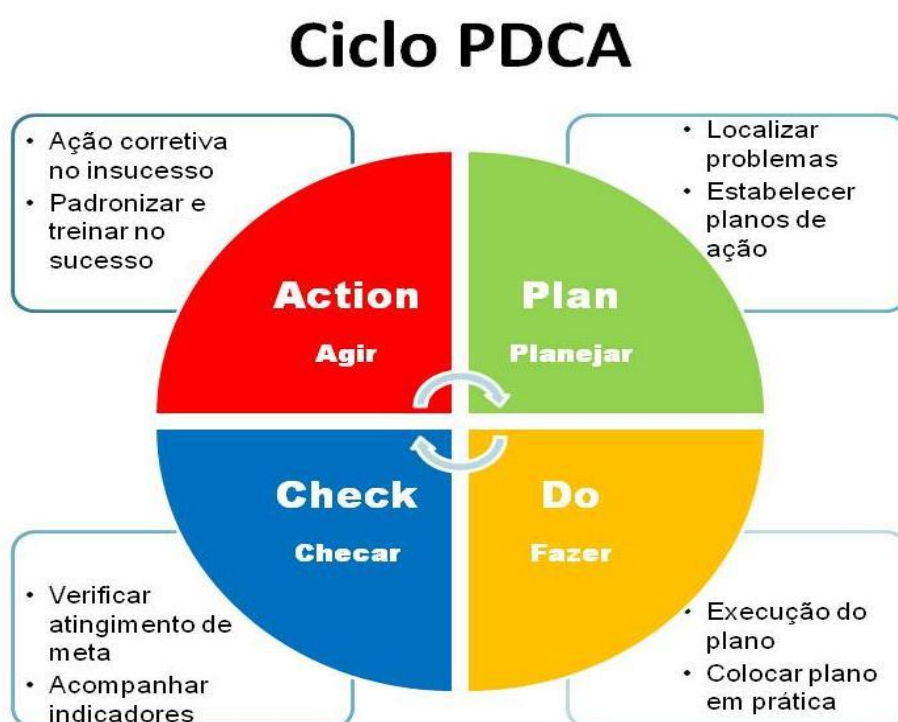 Ciclo PDCA
• Ação corretiva
no insucesso
• Padronizar e
treinar no
sucesso
• Localizar
problemas
• Estabelecer
planos de
ação
Action
Agir
Plan
Planejar
Check
Checar
Do
Fazer
• Verificar
atingimento de
meta
• Acompanhar
indicadores
• Execução do
plano
• Colocar plano
em prática